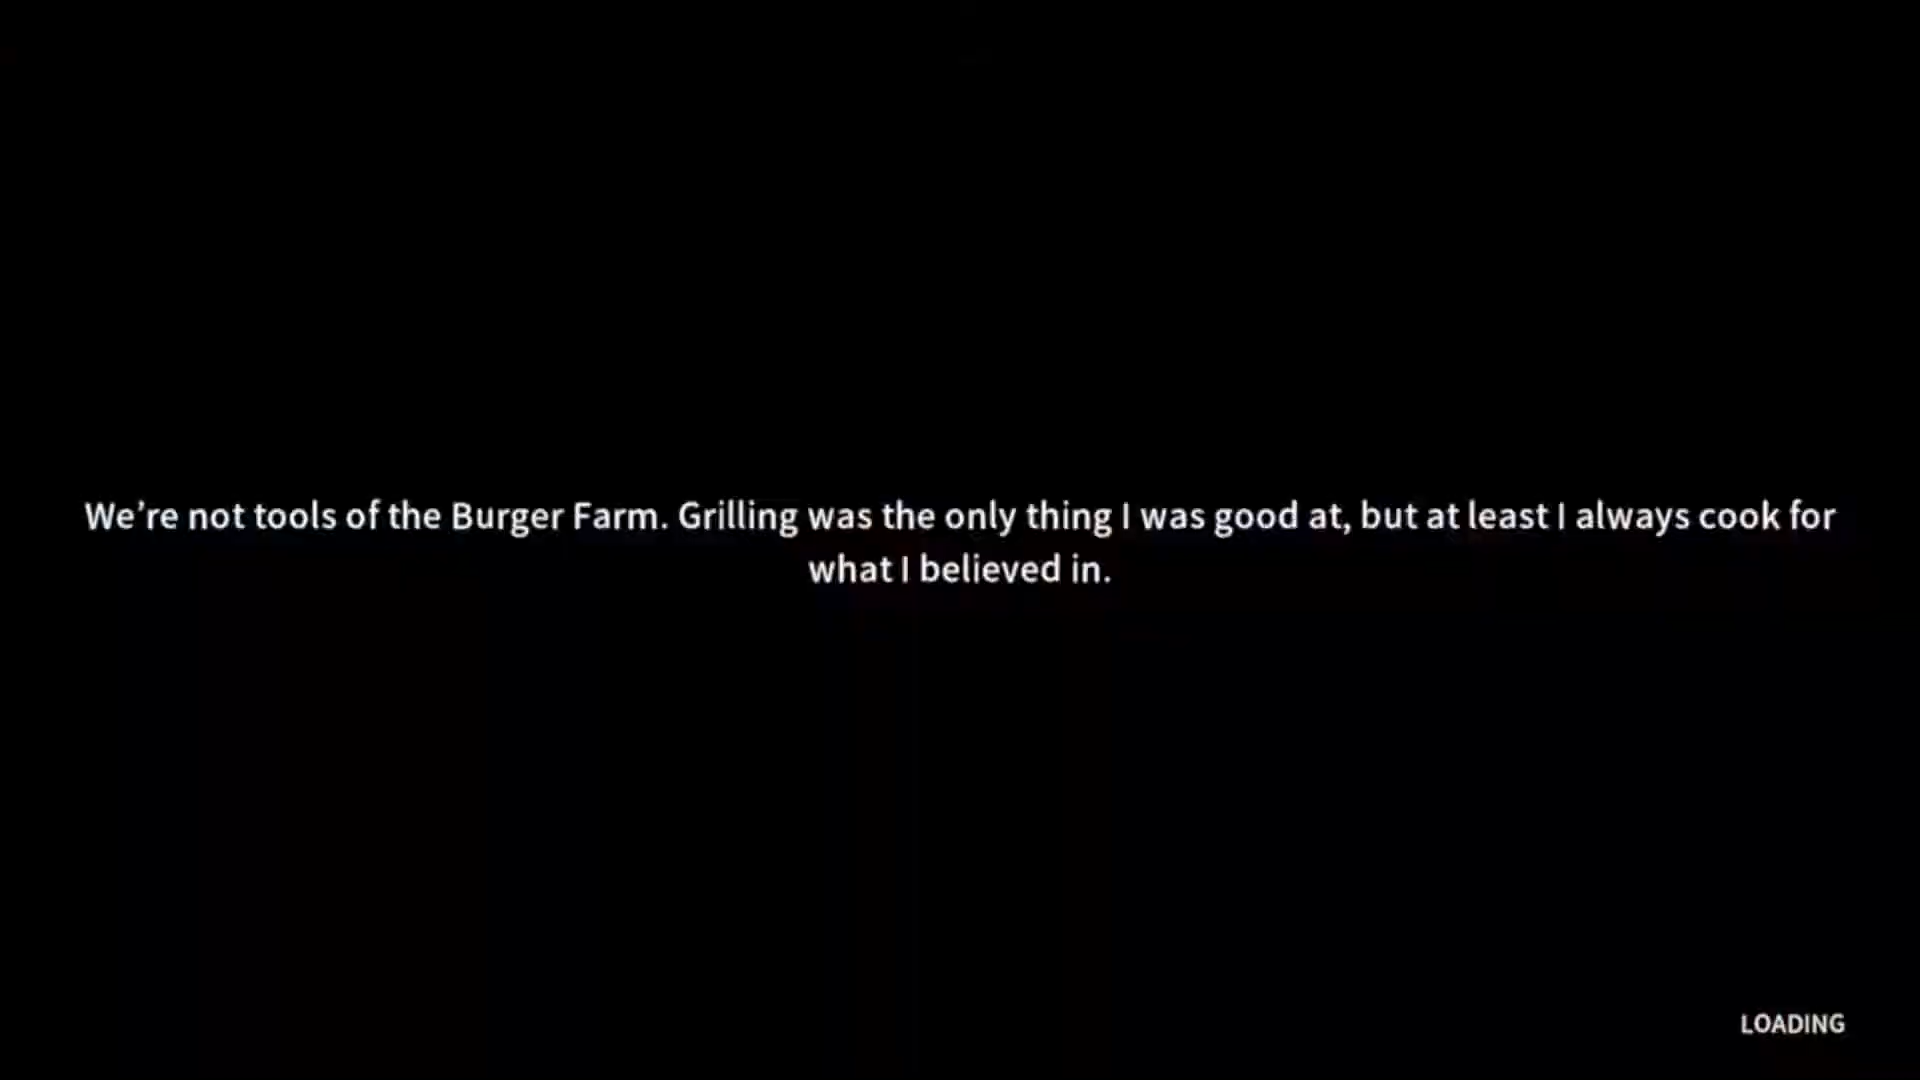 We’re not tools of the Burger Farm. Grilling was the only thing I was good at, but at least I always cook for
what I believed in.
LOADING